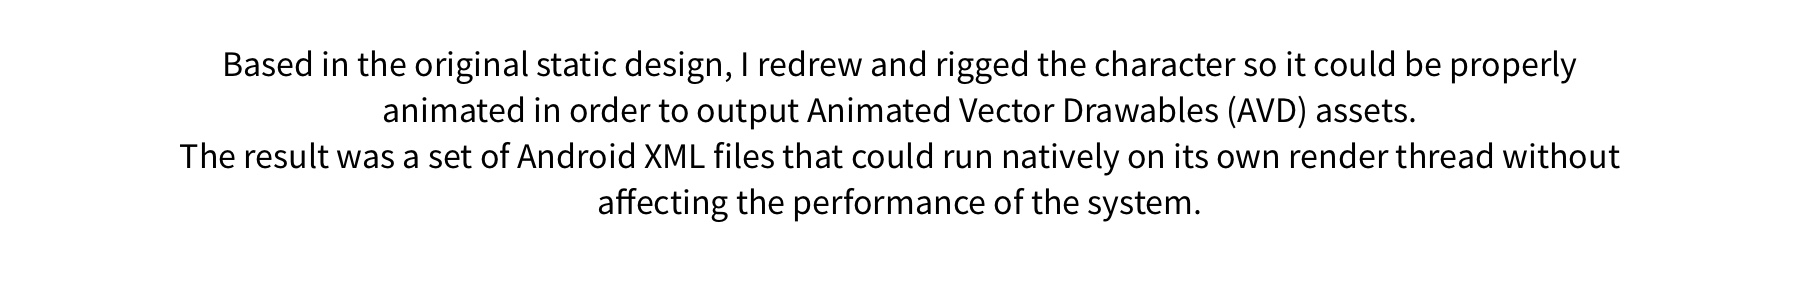 Based in the original static design, I redrew and rigged the character so it could be properly
animated in order to output Animated Vector Drawables (AVD) assets.
The result was a set of Android XML files that could run natively on its own render thread without
affecting the performance of the system.